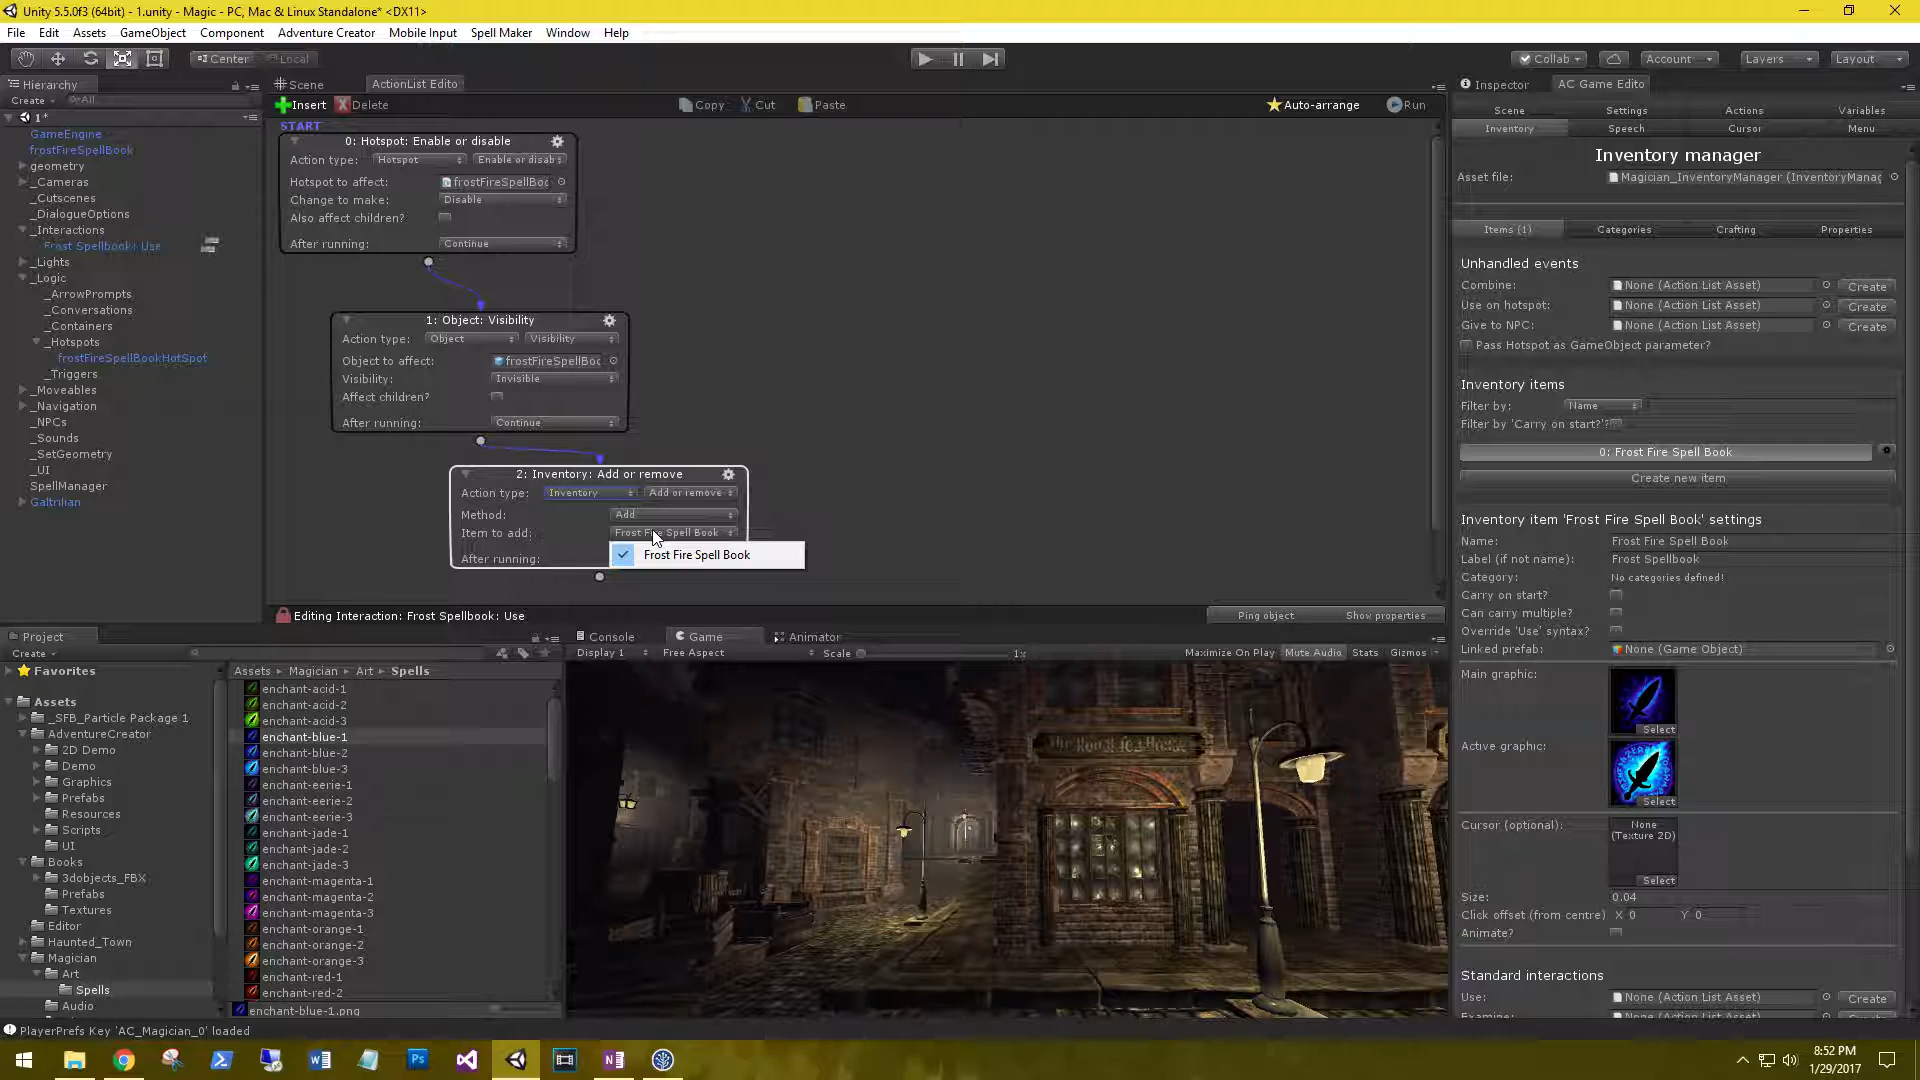 Unity 5.5.0f3 (64bit) - 1.unity - Magic - PC, Mac & Linux Standalone* <DX11>
File Edit Assets GameObject Component Adventure Creator Mobile Input Spell Maker Window Help
Center Local
Collab Account Layers Layout
Hierarchy
Create All
1*
GameEngine
frostFireSpellBook
geometry
_Cameras
_Cutscenes
_DialogueOptions
_Interactions
Frost Spellbook: Use
_Lights
_Logic
_ArrowPrompts
_Conversations
_Containers
_Hotspots
frostFireSpellBookHotSpot
_Triggers
_Moveables
_Navigation
_NPCs
_Sounds
_SetGeometry
_UI
SpellManager
Galtrilian
Scene ActionList Edito
Insert Delete Copy Cut Paste Auto-arrange Run
START
0: Hotspot: Enable or disable
Action type: Hotspot Enable or disab
Hotspot to affect: frostFireSpellBoo
Change to make: Disable
Also affect children?
After running: Continue
1: Object: Visibility
Action type: Object Visibility
Object to affect: frostFireSpellBoo
Visibility: Invisible
Affect children?
After running: Continue
2: Inventory: Add or remove
Action type: Inventory Add or remove
Method: Add
Item to add: Frost Fire Spell Book
Frost Fire Spell Book
After running:
Editing Interaction: Frost Spellbook: Use
Ping object Show properties
Inspector AC Game Edito
Scene Settings Actions Variables
Inventory Speech Cursor Menu
Inventory manager
Asset file: Magician_InventoryManager (InventoryManag
Items (1) Categories Crafting Properties
Unhandled events
Combine: None (Action List Asset) Create
Use on hotspot: None (Action List Asset) Create
Give to NPC: None (Action List Asset) Create
Pass Hotspot as GameObject parameter?
Inventory items
Filter by: Name
Filter by 'Carry on start?'?
0: Frost Fire Spell Book
Create new item
Inventory item 'Frost Fire Spell Book' settings
Name: Frost Fire Spell Book
Label (if not name): Frost Spellbook
Category: No categories defined!
Carry on start?
Can carry multiple?
Override 'Use' syntax?
Linked prefab: None (Game Object)
Main graphic:
Select
Active graphic:
Select
Cursor (optional): None
(Texture 2D)
Select
Size: 0.04
Click offset (from centre) X 0 Y 0
Animate?
Standard interactions
Use: None (Action List Asset) Create
Examine: None (Action List Asset)
Project
Create
Favorites
Assets
_SFB_Particle Package 1
AdventureCreator
2D Demo
Demo
Graphics
Prefabs
Resources
Scripts
UI
Books
3dobjects_FBX
Prefabs
Textures
Editor
Haunted_Town
Magician
Art
Spells
Audio
Assets Magician Art Spells
enchant-acid-1
enchant-acid-2
enchant-acid-3
enchant-blue-1
enchant-blue-2
enchant-blue-3
enchant-eerie-1
enchant-eerie-2
enchant-eerie-3
enchant-jade-1
enchant-jade-2
enchant-jade-3
enchant-magenta-1
enchant-magenta-2
enchant-magenta-3
enchant-orange-1
enchant-orange-2
enchant-orange-3
enchant-red-1
enchant-red-2
enchant-blue-1.png
Console Game Animator
Display 1 Free Aspect Scale 1x Maximize On Play Mute Audio Stats Gizmos
PlayerPrefs Key 'AC_Magician_0' loaded
8:52 PM
1/29/2017